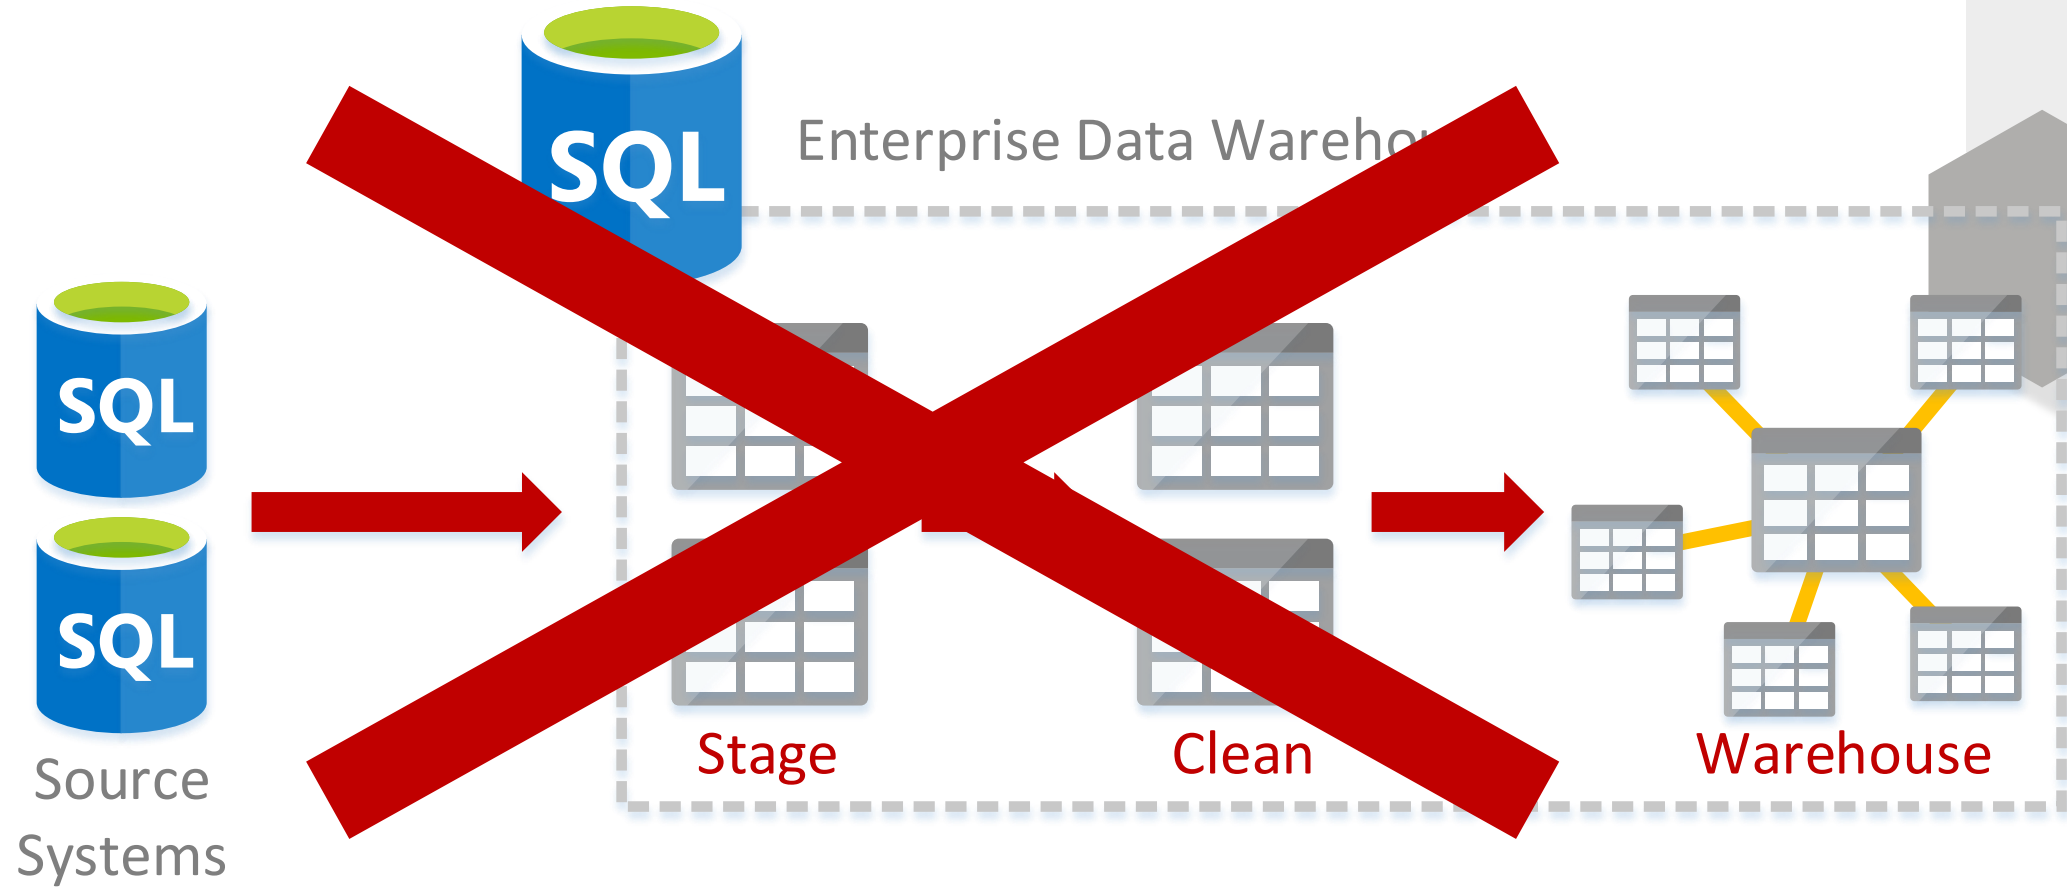 SQL
Enterprise Data Wareho
SQL
SQL
Source
Systems
Stage
Clean
Warehouse